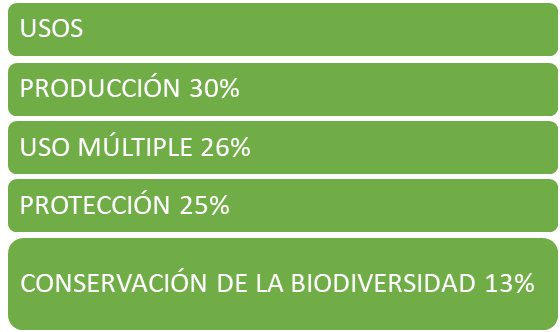 USOS
PRODUCCIÓN 30%
USO MÚLTIPLE 26%
PROTECCIÓN 25%
CONSERVACIÓN DE LA BIODIVERSIDAD 13%